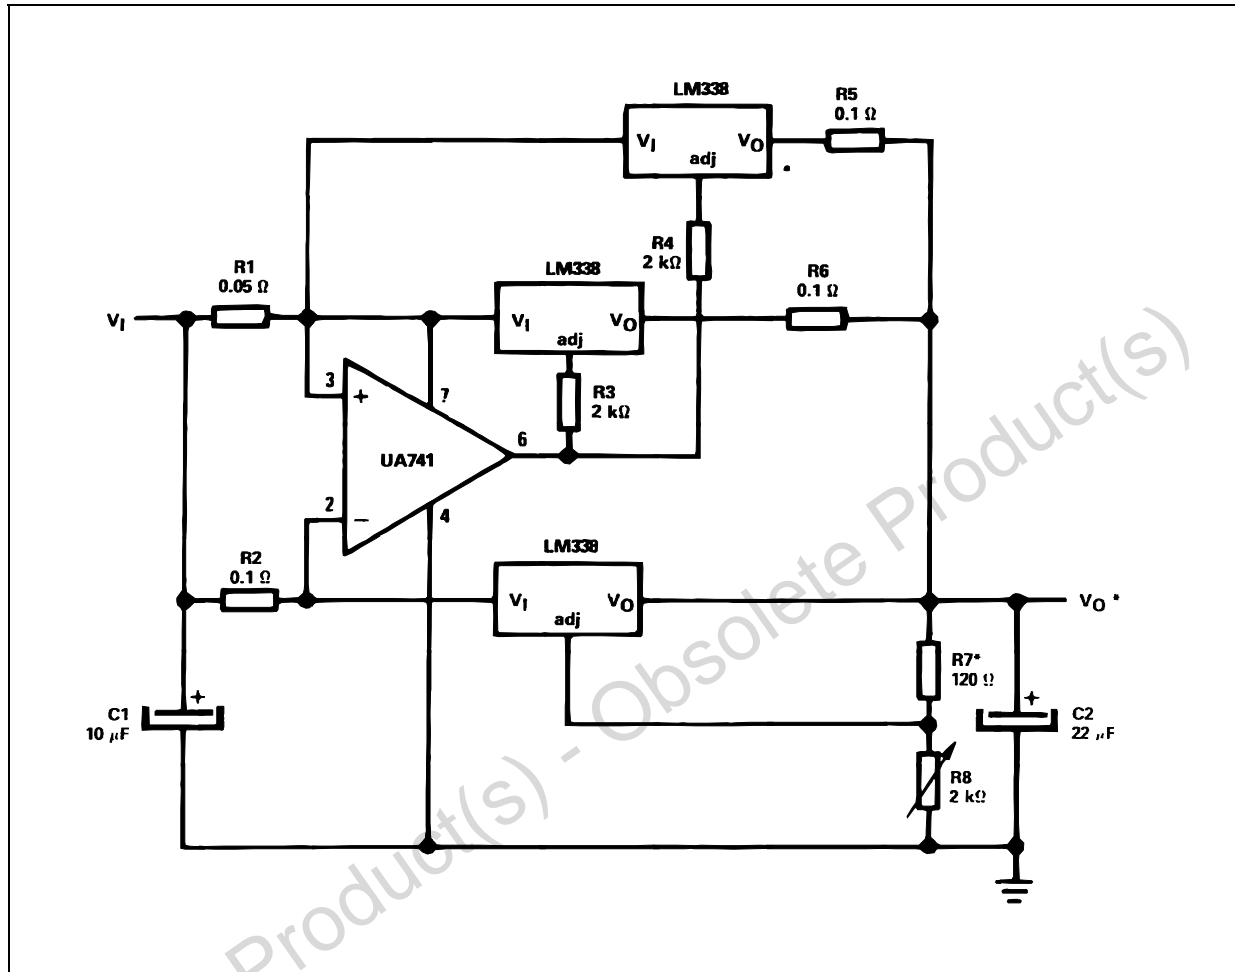 LM338
R5
0.1 Ω
VI
VO
adj
R4
2 kΩ
R1
0.05 Ω
LM338
R6
0.1 Ω
VI
VI
VO
adj
3
+
7
R3
2 kΩ
6
UA741
2
−
4
R2
0.1 Ω
LM338
VI
VO
adj
VO *
R7*
120 Ω
+
C1
10 µF
+
C2
22 µF
R8
2 kΩ
Product(s) - Obsolete Product(s)